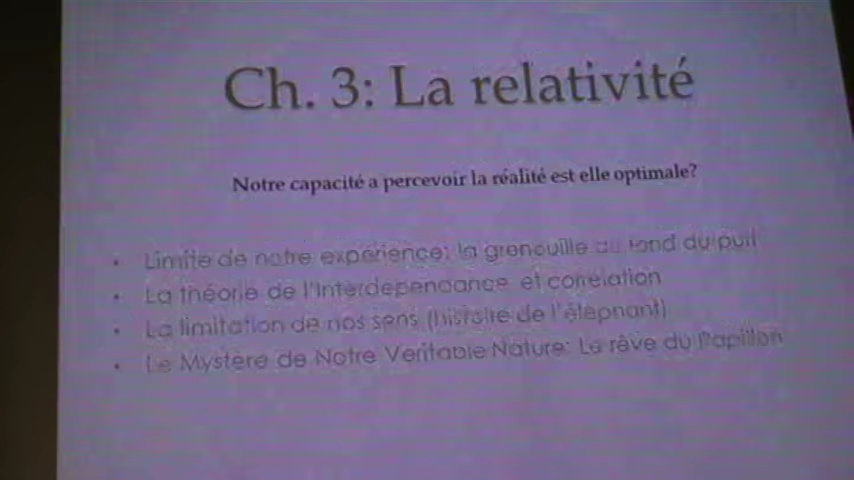 Ch. 3: La relativité
Notre capacité a percevoir la réalité est elle optimale?
• Limite de notre expérience: la grenouille au fond du puit
• La théorie de l'Interdependance et correlation
• La limitation de nos sens (histoire de l'éléphant)
• Le Mystère de Notre Veritable Nature: Le rêve du Papillon